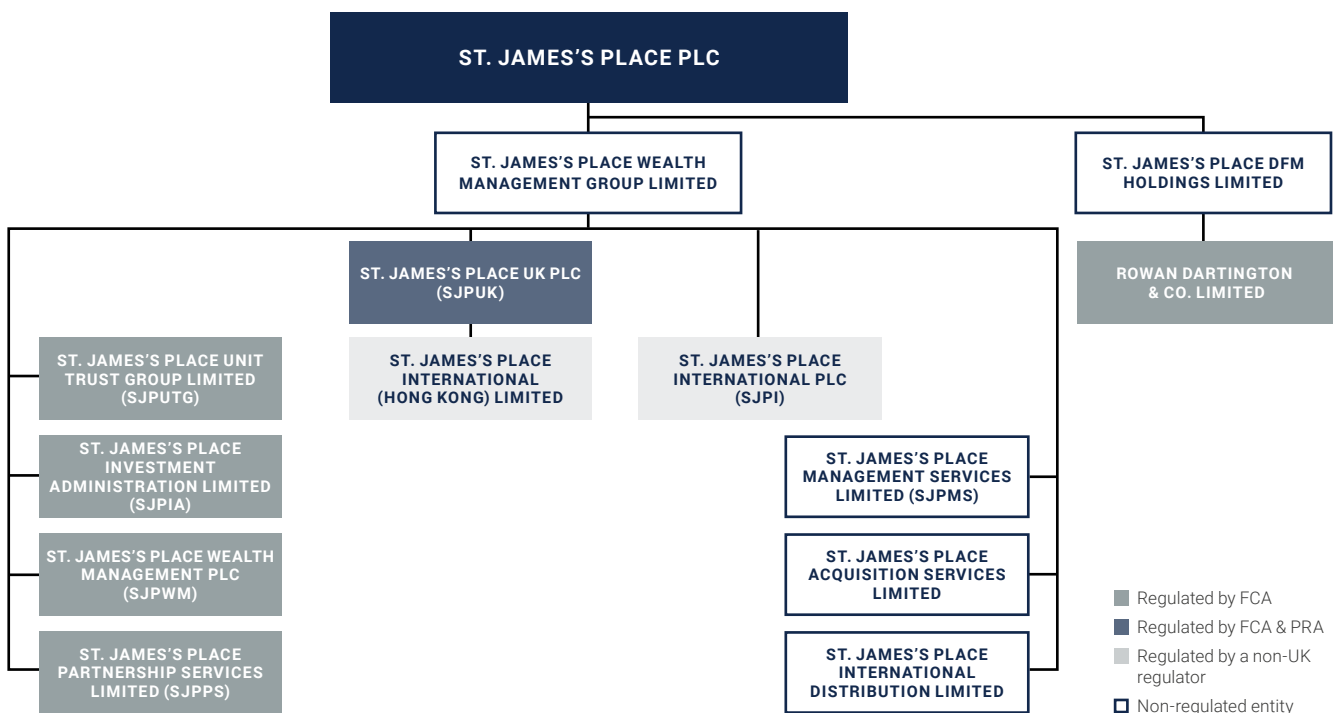 ST. JAMES’S PLACE PLC
ST. JAMES’S PLACE WEALTH
MANAGEMENT GROUP LIMITED
ST. JAMES’S PLACE DFM
HOLDINGS LIMITED
ST. JAMES’S PLACE UK PLC
(SJPUK)
ROWAN DARTINGTON
& CO. LIMITED
ST. JAMES’S PLACE UNIT
TRUST GROUP LIMITED
(SJPUTG)
ST. JAMES’S PLACE
INTERNATIONAL
(HONG KONG) LIMITED
ST. JAMES’S PLACE
INTERNATIONAL PLC
(SJPI)
ST. JAMES’S PLACE
INVESTMENT
ADMINISTRATION LIMITED
(SJPIA)
ST. JAMES’S PLACE
MANAGEMENT SERVICES
LIMITED (SJPMS)
ST. JAMES’S PLACE WEALTH
MANAGEMENT PLC
(SJPWM)
ST. JAMES’S PLACE
ACQUISITION SERVICES
LIMITED
ST. JAMES’S PLACE
PARTNERSHIP SERVICES
LIMITED (SJPPS)
ST. JAMES’S PLACE
INTERNATIONAL
DISTRIBUTION LIMITED
Regulated by FCA
Regulated by FCA & PRA
Regulated by a non-UK
regulator
Non-regulated entity